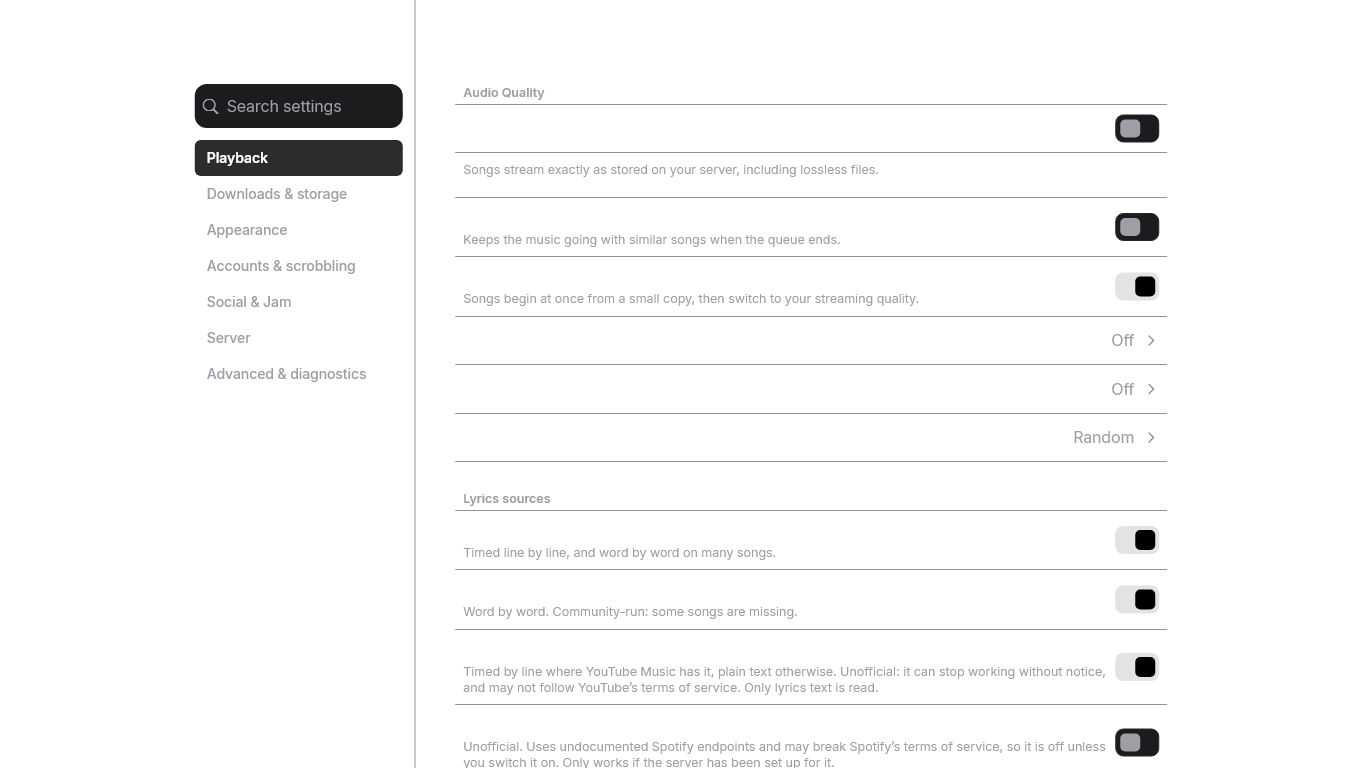 Search settings
Playback
Downloads & storage
Appearance
Accounts & scrobbling
Social & Jam
Server
Advanced & diagnostics
Audio Quality
Songs stream exactly as stored on your server, including lossless files.
Keeps the music going with similar songs when the queue ends.
Songs begin at once from a small copy, then switch to your streaming quality.
Off
Off
Random
Lyrics sources
Timed line by line, and word by word on many songs.
Word by word. Community-run: some songs are missing.
Timed by line where YouTube Music has it, plain text otherwise. Unofficial: it can stop working without notice,
and may not follow YouTube’s terms of service. Only lyrics text is read.
Unofficial. Uses undocumented Spotify endpoints and may break Spotify’s terms of service, so it is off unless
you switch it on. Only works if the server has been set up for it.